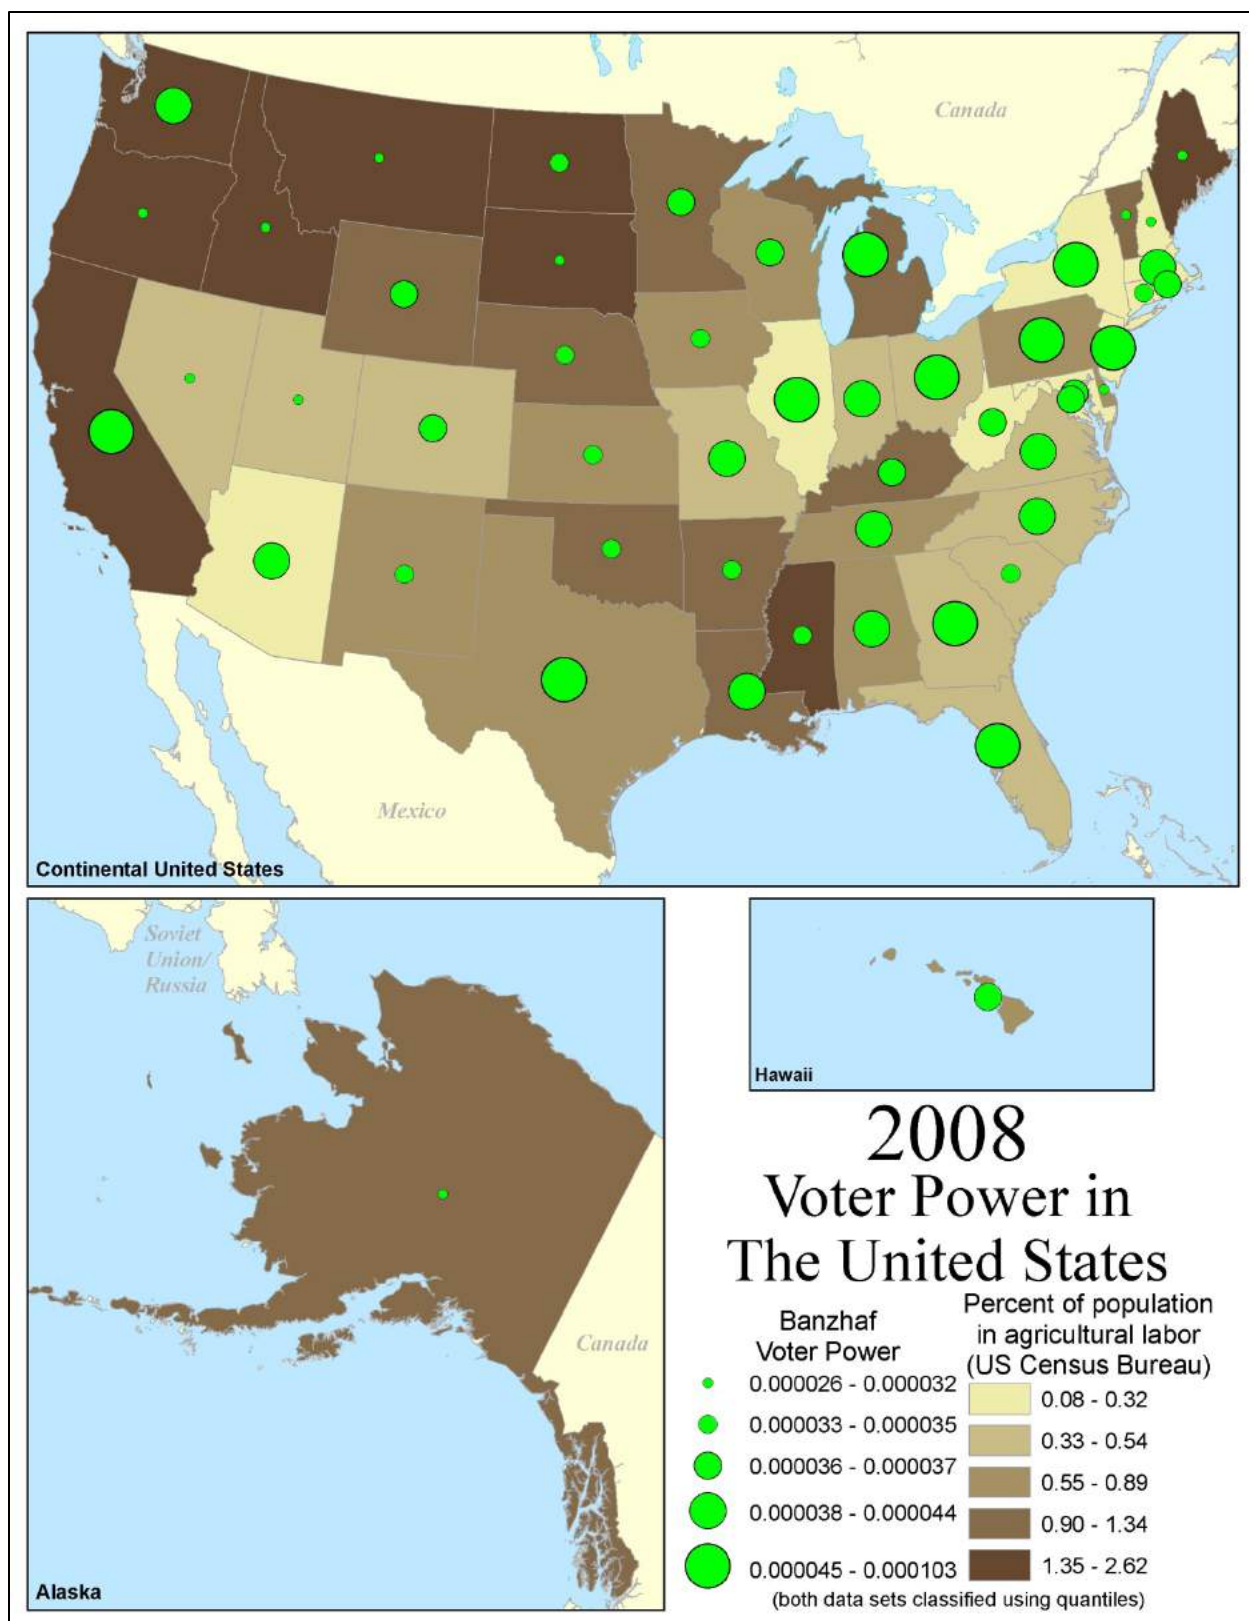 Canada
Mexico
Continental United States
Soviet
Union/
Russia
Canada
Alaska
Hawaii
2008
Voter Power in
The United States
Banzhaf
Voter Power
0.000026 - 0.000032
0.000033 - 0.000035
0.000036 - 0.000037
0.000038 - 0.000044
0.000045 - 0.000103
Percent of population
in agricultural labor
(US Census Bureau)
0.08 - 0.32
0.33 - 0.54
0.55 - 0.89
0.90 - 1.34
1.35 - 2.62
(both data sets classified using quantiles)